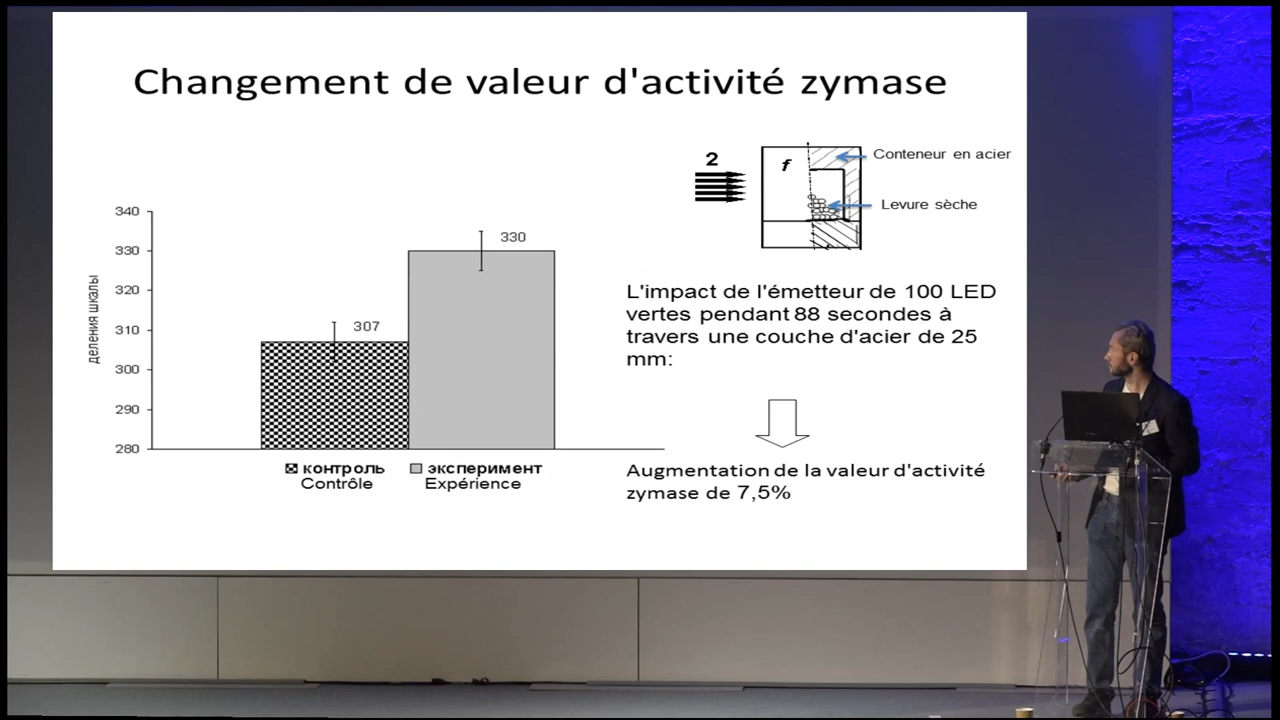 Changement de valeur d'activité zymase
2
f
Conteneur en acier
Levure sèche
340
330
320
310
300
290
280
деления шкалы
307
330
контроль
Contrôle
эксперимент
Expérience
L'impact de l'émetteur de 100 LED
vertes pendant 88 secondes à
travers une couche d'acier de 25
mm:
Augmentation de la valeur d'activité
zymase de 7,5%